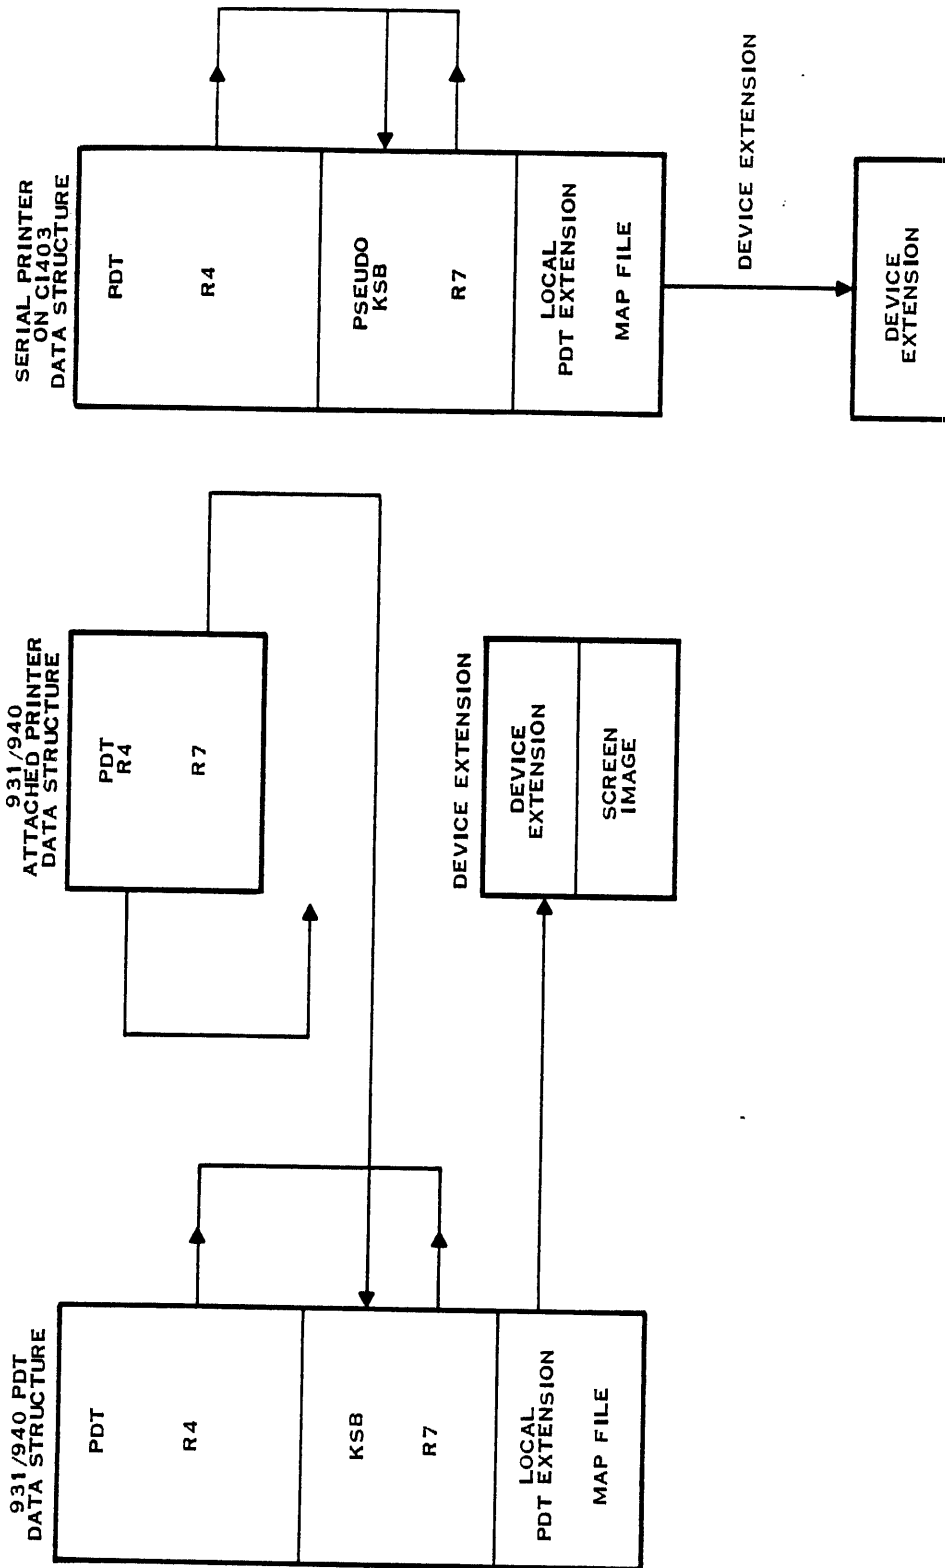 931/940 PDT
DATA STRUCTURE
PDT
R4
KSB
R7
LOCAL
PDT EXTENSION
MAP FILE
931/940
ATTACHED PRINTER
DATA STRUCTURE
PDT
R4
R7
DEVICE EXTENSION
DEVICE
EXTENSION
SCREEN
IMAGE
SERIAL PRINTER
ON CI403
DATA STRUCTURE
PDT
R4
PSEUDO
KSB
R7
LOCAL
PDT EXTENSION
MAP FILE
DEVICE EXTENSION
DEVICE
EXTENSION